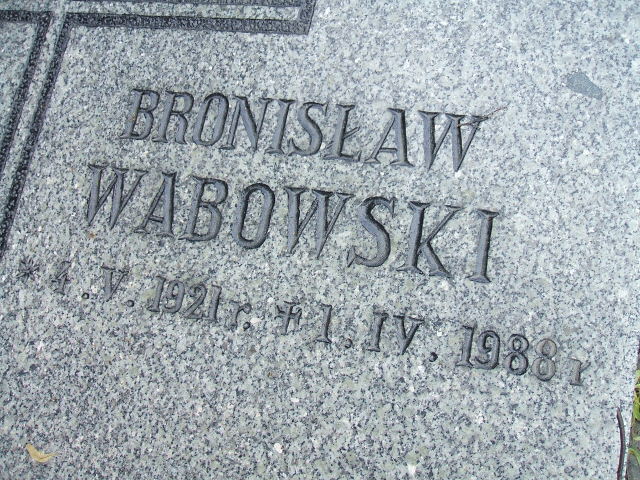 BRONISŁAW
WABOWSKI
* 4. V. 1921 r. † 1. IV. 1988 r